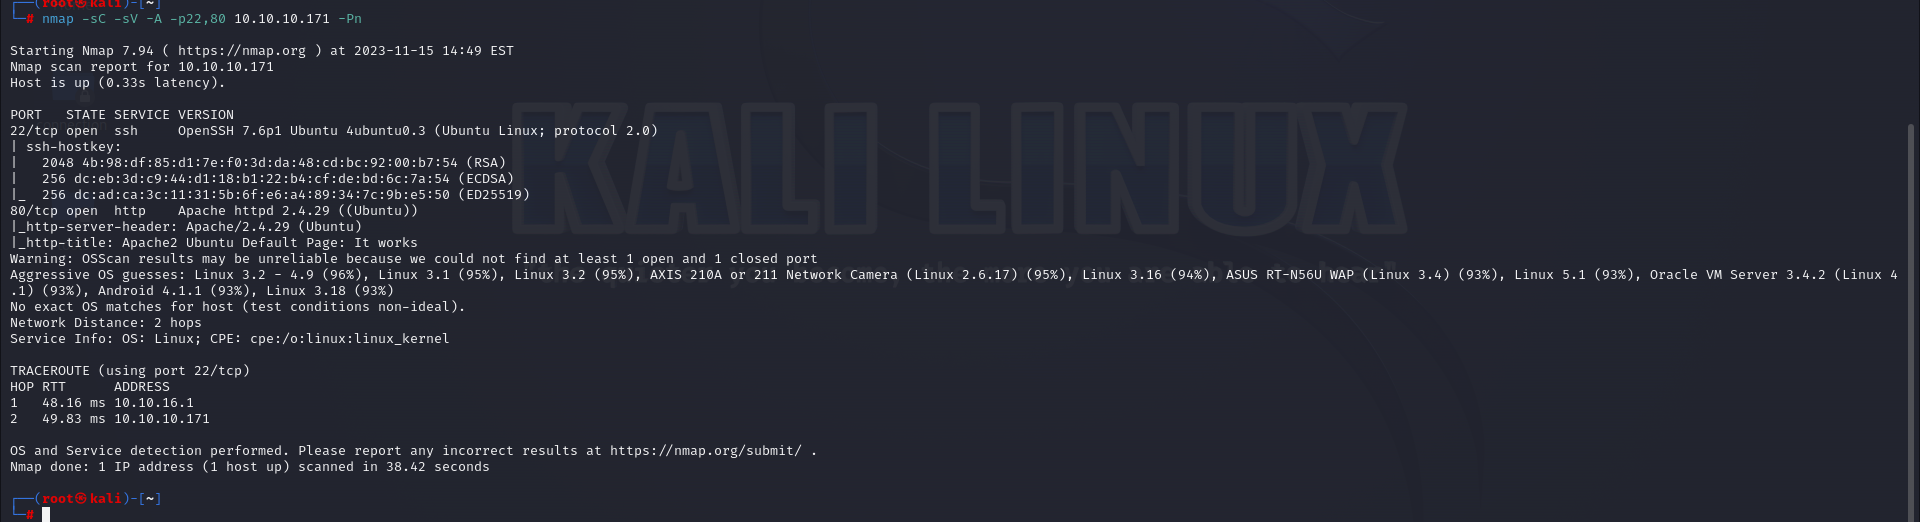 ┌──(root㉿kali)-[~]
└─# nmap -sC -sV -A -p22,80 10.10.10.171 -Pn
Starting Nmap 7.94 ( https://nmap.org ) at 2023-11-15 14:49 EST
Nmap scan report for 10.10.10.171
Host is up (0.33s latency).
PORT   STATE SERVICE VERSION
22/tcp open  ssh     OpenSSH 7.6p1 Ubuntu 4ubuntu0.3 (Ubuntu Linux; protocol 2.0)
| ssh-hostkey:
|   2048 4b:98:df:85:d1:7e:f0:3d:da:48:cd:bc:92:00:b7:54 (RSA)
|   256 dc:eb:3d:c9:44:d1:18:b1:22:b4:cf:de:bd:6c:7a:54 (ECDSA)
|_  256 dc:ad:ca:3c:11:31:5b:6f:e6:a4:89:34:7c:9b:e5:50 (ED25519)
80/tcp open  http    Apache httpd 2.4.29 ((Ubuntu))
|_http-server-header: Apache/2.4.29 (Ubuntu)
|_http-title: Apache2 Ubuntu Default Page: It works
Warning: OSScan results may be unreliable because we could not find at least 1 open and 1 closed port
Aggressive OS guesses: Linux 3.2 - 4.9 (96%), Linux 3.1 (95%), Linux 3.2 (95%), AXIS 210A or 211 Network Camera (Linux 2.6.17) (95%), Linux 3.16 (94%), ASUS RT-N56U WAP (Linux 3.4) (93%), Linux 5.1 (93%), Oracle VM Server 3.4.2 (Linux 4
.1) (93%), Android 4.1.1 (93%), Linux 3.18 (93%)
No exact OS matches for host (test conditions non-ideal).
Network Distance: 2 hops
Service Info: OS: Linux; CPE: cpe:/o:linux:linux_kernel
TRACEROUTE (using port 22/tcp)
HOP RTT      ADDRESS
1   48.16 ms 10.10.16.1
2   49.83 ms 10.10.10.171
OS and Service detection performed. Please report any incorrect results at https://nmap.org/submit/ .
Nmap done: 1 IP address (1 host up) scanned in 38.42 seconds
┌──(root㉿kali)-[~]
└─#
KALI LINUX